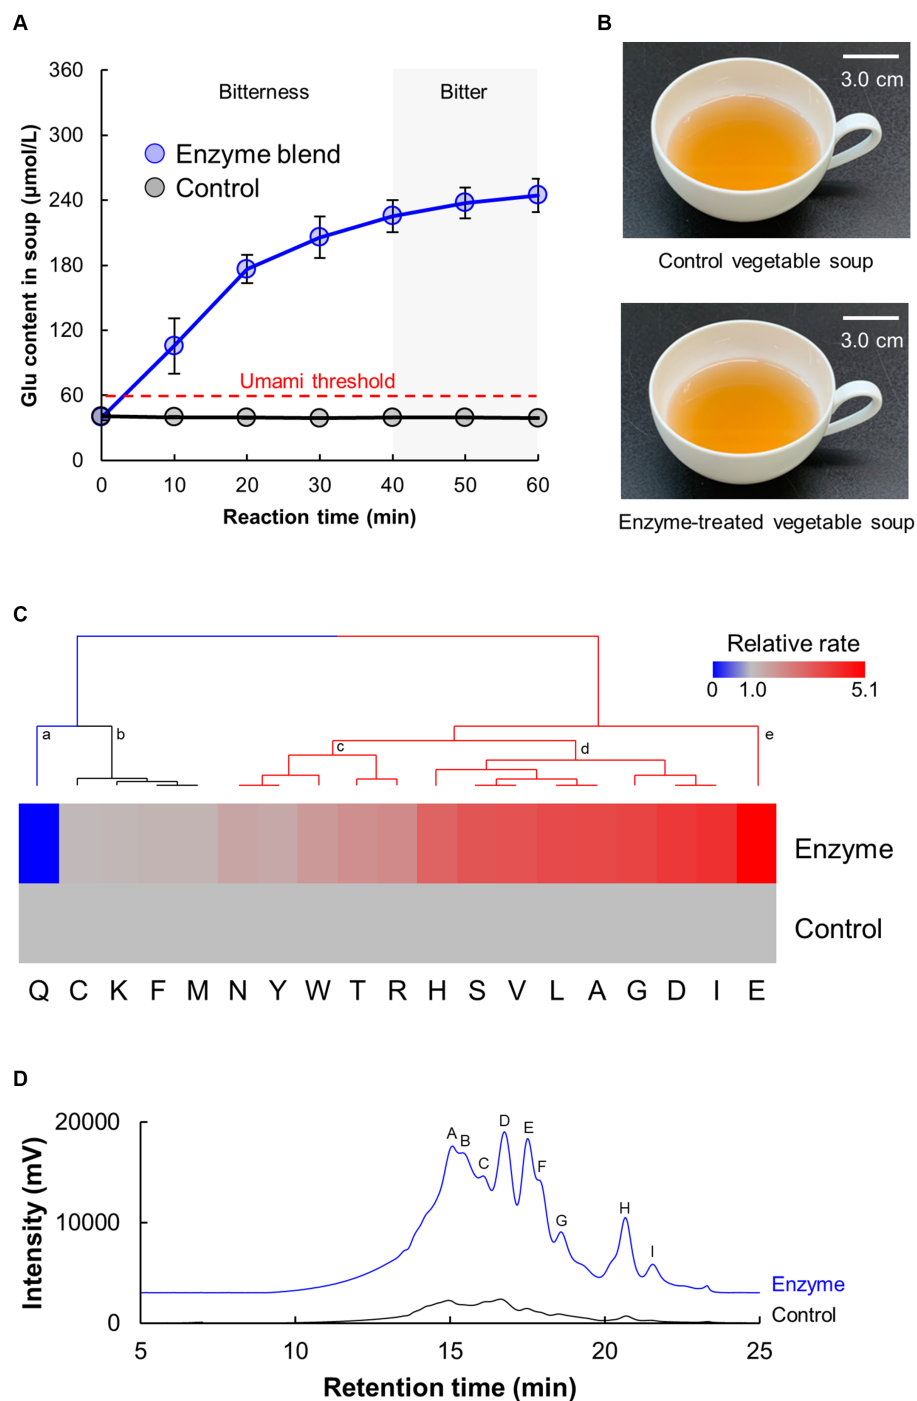 A
Glu content in soup (μmol/L)
360
300
240
180
120
60
0
Bitterness
Bitter
Enzyme blend
Control
Umami threshold
0 10 20 30 40 50 60
Reaction time (min)
B
3.0 cm
Control vegetable soup
3.0 cm
Enzyme-treated vegetable soup
C
Relative rate
0 1.0 5.1
a
b
c
d
e
Enzyme
Control
Q C K F M N Y W T R H S V L A G D I E
D
Intensity (mV)
20000
10000
0
A
B
C
D
E
F
G
H
I
Enzyme
Control
5 10 15 20 25
Retention time (min)